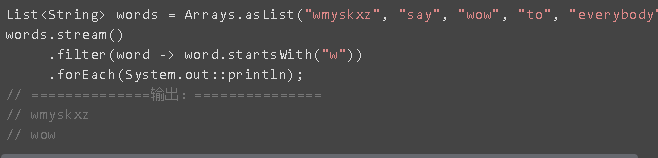 List<String> words = Arrays.asList("wmyskxz", "say", "wow", "to", "everybody"
words.stream()
.filter(word -> word.startsWith("w"))
.forEach(System.out::println);
// ==============输出: ===============
// wmyskxz
// wow